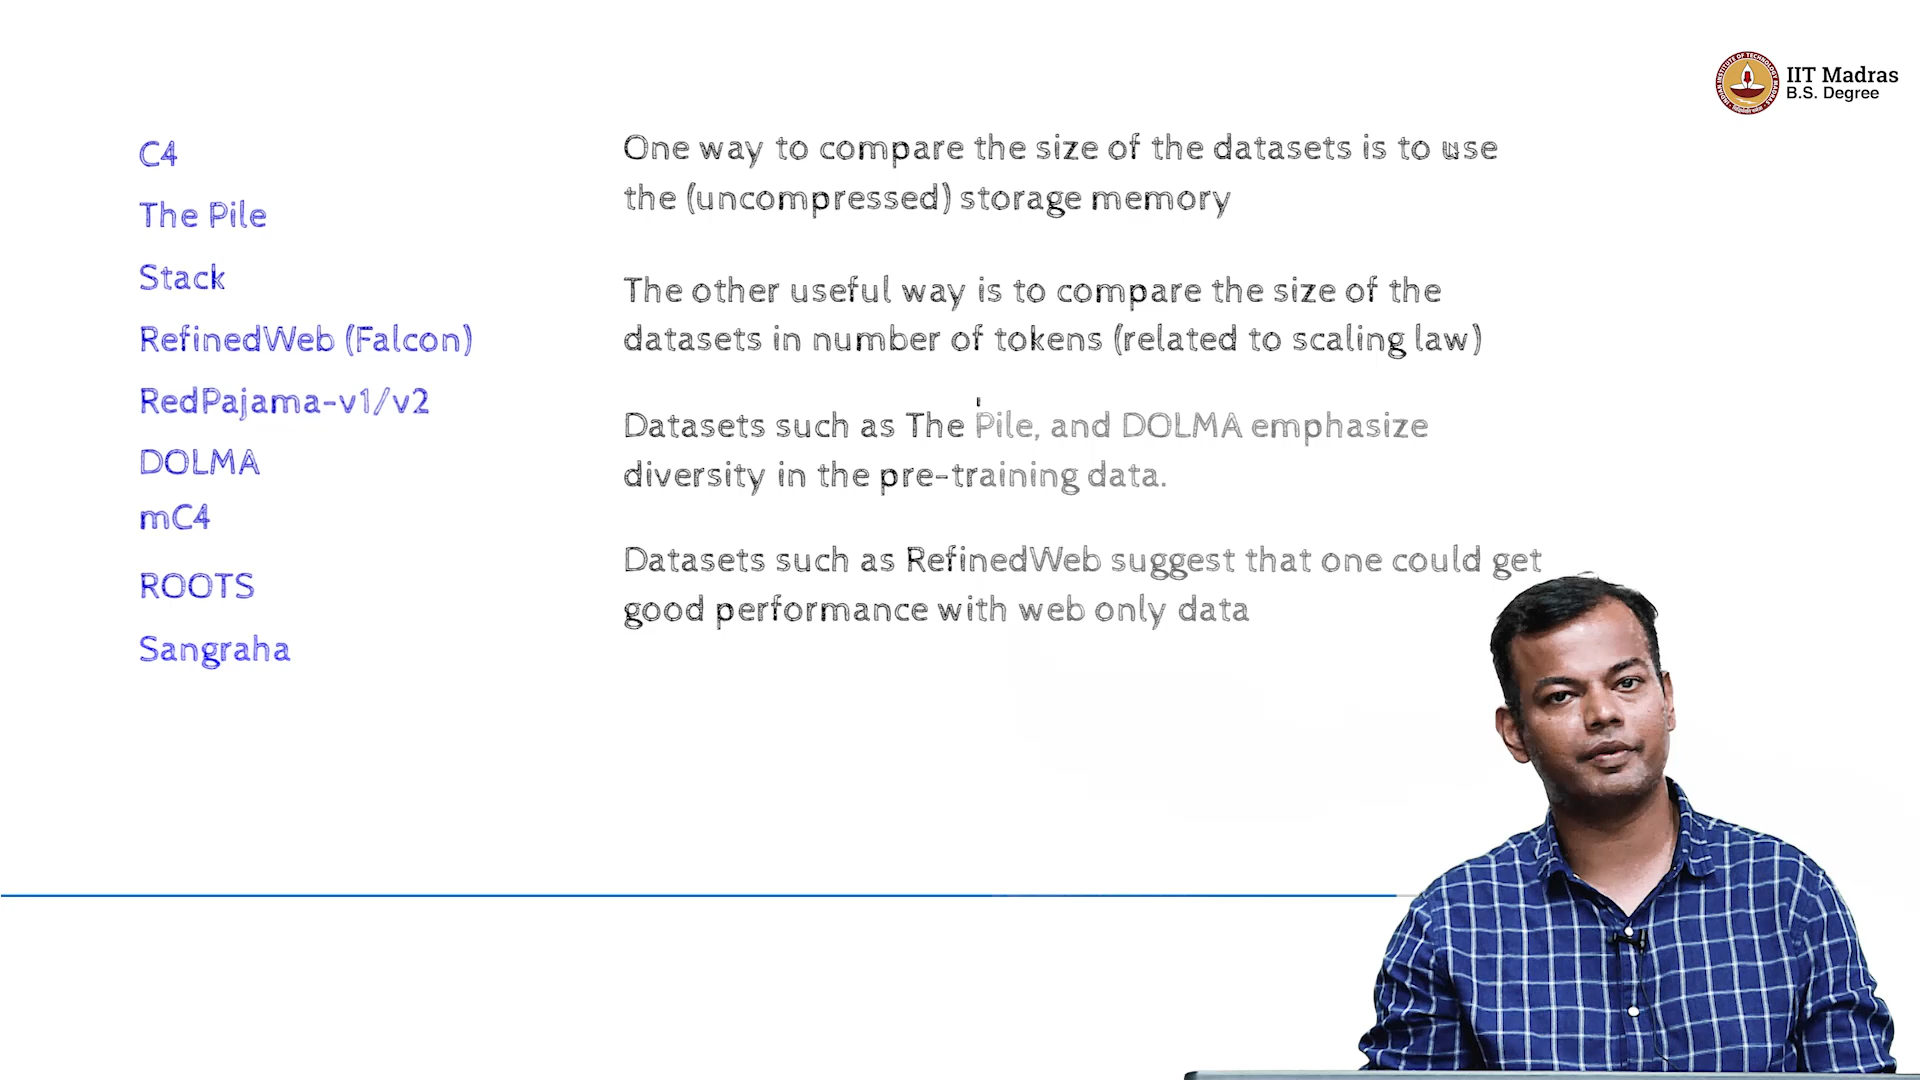 IIT Madras
B.S. Degree
C4
The Pile
Stack
RefinedWeb (Falcon)
RedPajama-v1/v2
DOLMA
mC4
ROOTS
Sangraha
One way to compare the size of the datasets is to use
the (uncompressed) storage memory
The other useful way is to compare the size of the
datasets in number of tokens (related to scaling law)
Datasets such as The Pile, and DOLMA emphasize
diversity in the pre-training data.
Datasets such as RefinedWeb suggest that one could get
good performance with web only data